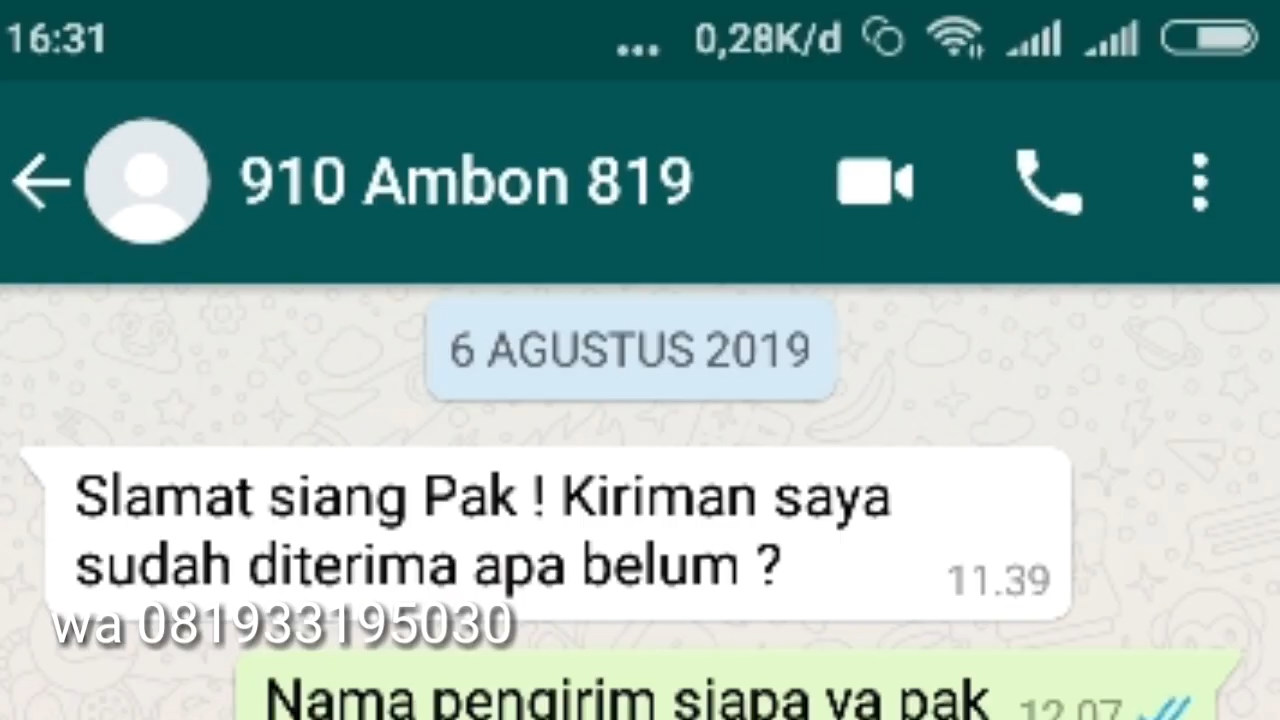 16:31 ... 0,28K/d
910 Ambon 819
6 AGUSTUS 2019
Slamat siang Pak ! Kiriman saya
sudah diterima apa belum ?
11.39
wa 081933195030
Nama pengirim siapa ya pak 12.07